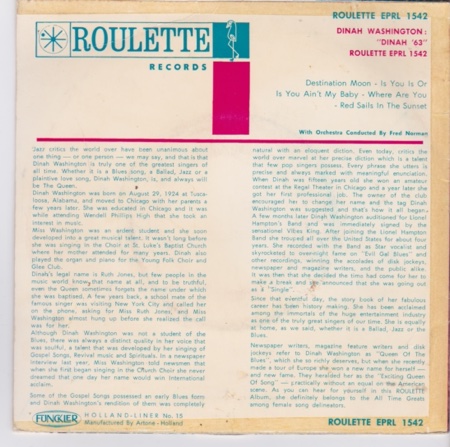 ROULETTE EPRL 1542
ROULETTE
RECORDS
DINAH WASHINGTON:
"DINAH '63"
ROULETTE EPRL 1542
Destination Moon - Is You Is Or
Is You Ain't My Baby - Where Are You
- Red Sails In The Sunset
With Orchestra Conducted By Fred Norman
Jazz critics the world over have been unanimous about
one thing — or one person — we may say, and that is that
Dinah Washington is truly one of the greatest singers of
all time. Whether it is a Blues song, a Ballad, Jazz or a
plaintive love song, Dinah Washington, is, and always will
be The Queen.
Dinah Washington was born on August 29, 1924 at Tusca-
loosa, Alabama, and moved to Chicago with her parents a
few years later. She was educated in Chicago and it was
while attending Wendell Phillips High that she took an
interest in music.
Miss Washington was an ardent student and she soon
developed into a great musical talent. It wasn't long before
she was singing in the Choir at St. Luke's Baptist Church
where her mother attended for many years. Dinah also
played the organ and piano for the Young Folk Choir and
Glee Club.
Dinah's legal name is Ruth Jones, but few people in the
music world know that name at all, and to be truthful,
even the Queen sometimes forgets the name under which
she was baptised. A few years back, a school mate of the
famous singer was visiting New York City and called her
on the phone, asking for Miss Ruth Jones, and Miss
Washington almost hung up before she realized the call
was for her.
Although Dinah Washington was not a student of the
Blues, there was always a distinct quality to her voice that
was soulful, a talent that was developed by her singing of
Gospel Songs, Revival music and Spirituals. In a newspaper
interview last year, Miss Washington told newsmen that
when she first began singing in the Church Choir she never
dreamed that one day her name would win International
acclaim.
Some of the Gospel Songs possessed an early Blues form
and Dinah Washington's rendition of them was completely
natural with an eloquent diction. Even today, critics the
world over marvel at her precise diction which is a talent
that few pop singers possess. Every phrase she utters is
precise and always marked with meaningful enunciation.
When Dinah was fifteen years old she won an amateur
contest at the Regal Theater in Chicago and a year later she
got her first professional job. The owner of the club
encouraged her to change her name and the tag Dinah
Washington was suggested and that's how it all began.
A few months later Dinah Washington auditioned for Lionel
Hampton's Band and was immediately signed by the
sensational Vibes King. After joining the Lionel Hampton
Band she trouped all over the United States for about four
years. She recorded with the Band as Star vocalist and
skyrocketed to overnight fame on "Evil Gal Blues" and
other recordings, winning the accolades of disk jockeys,
newspaper and magazine writers, and the public alike.
It was then that she decided the time had come for her to
make a break and she announced that she was going out
as a "Single".
Since that eventful day, the story book of her fabulous
career has been history making. She has been acclaimed
among the immortals of the huge entertainment industry
as one of the truly great singers of our time. She is equally
at home, as we said, whether it is a Ballad, Jazz or the
Blues.
Newspaper writers, magazine feature writers and disk
jockeys refer to Dinah Washington as "Queen Of The
Blues", which she so richly deserves, but when she recently
made a tour of Europe she won a new name for herself —
and new fame. They heralded her as the "Exciting Queen
Of Song" — practically without an equal on the American
scene. As you can hear for yourself in this ROULETTE
Album, she definitely belongs to the All Time Greats
among female song delineators.
FUNCKLER
HOLLAND-LINER No. 15
Manufactured By Artone - Holland
ROULETTE EPRL 1542